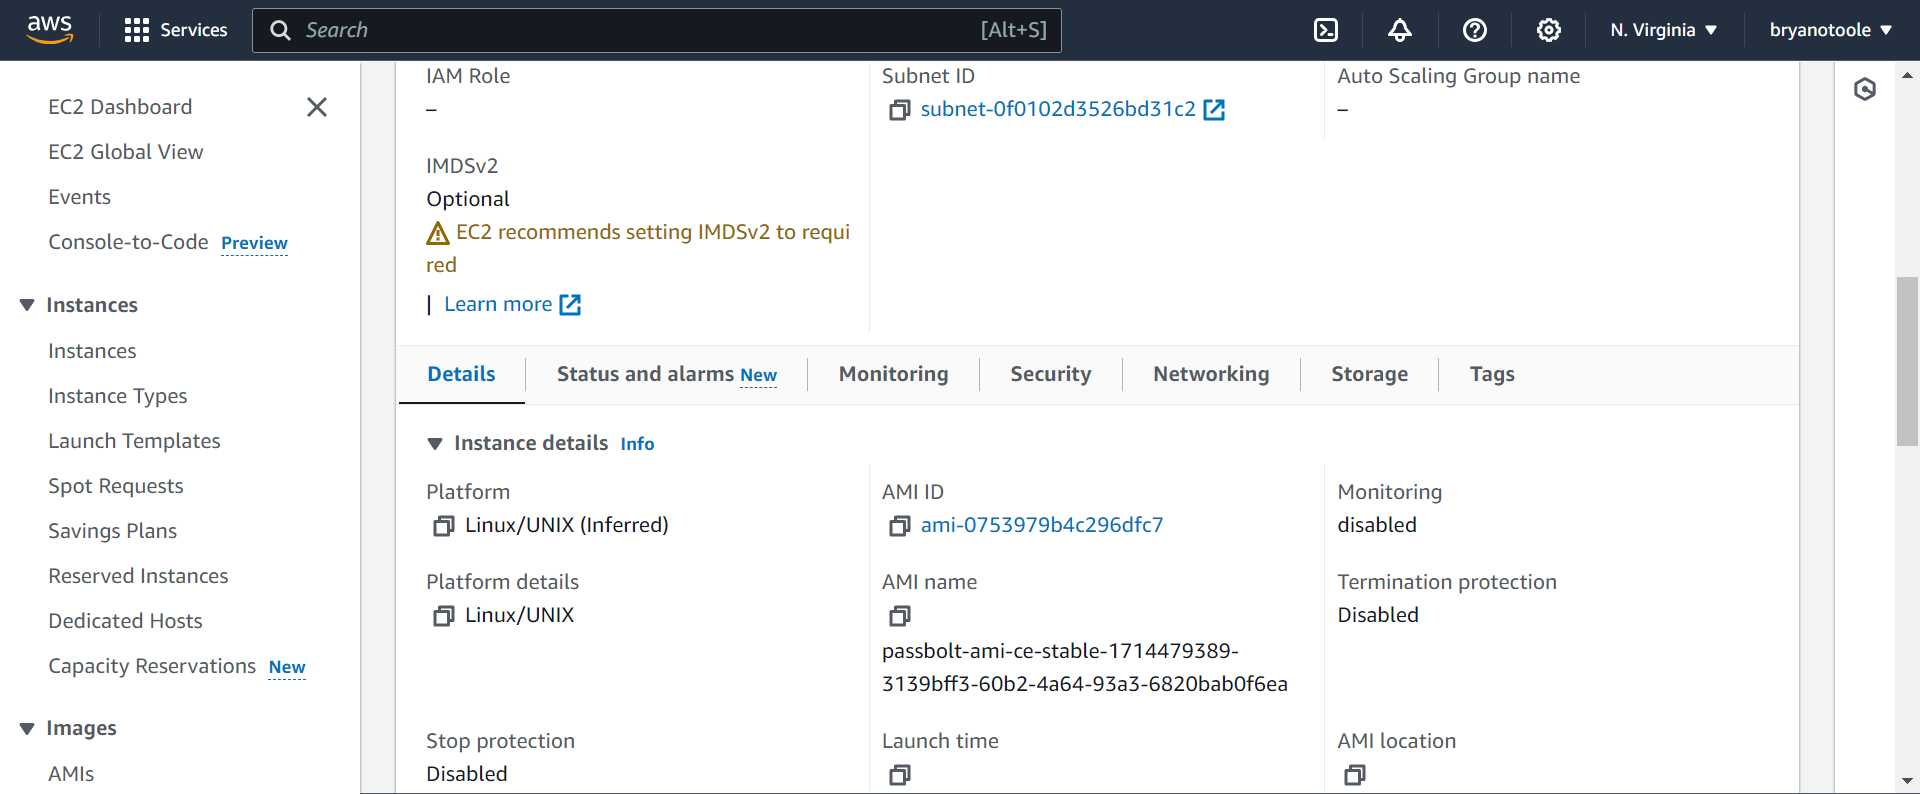 aws
Services
Search
[Alt+S]
N. Virginia
bryanotoole
EC2 Dashboard
EC2 Global View
Events
Console-to-Code Preview
Instances
Instances
Instance Types
Launch Templates
Spot Requests
Savings Plans
Reserved Instances
Dedicated Hosts
Capacity Reservations New
Images
AMIs
IAM Role
–
Subnet ID
subnet-0f0102d3526bd31c2
Auto Scaling Group name
–
IMDSv2
Optional
EC2 recommends setting IMDSv2 to requi
red
| Learn more
Details
Status and alarms New
Monitoring
Security
Networking
Storage
Tags
Instance details Info
Platform
Linux/UNIX (Inferred)
AMI ID
ami-0753979b4c296dfc7
Monitoring
disabled
Platform details
Linux/UNIX
AMI name
passbolt-ami-ce-stable-1714479389-
3139bff3-60b2-4a64-93a3-6820bab0f6ea
Termination protection
Disabled
Stop protection
Disabled
Launch time
AMI location